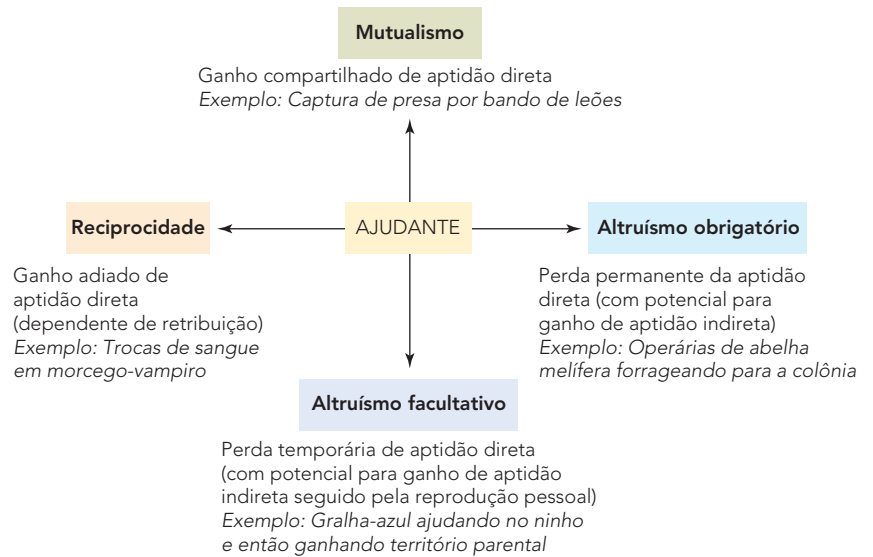 Mutualismo
Ganho compartilhado de aptidão direta
Exemplo: Captura de presa por bando de leões
Reciprocidade
AJUDANTE
Altruísmo obrigatório
Ganho adiado de
aptidão direta
(dependente de retribuição)
Exemplo: Trocas de sangue
em morcego-vampiro
Perda permanente da aptidão
direta (com potencial para
ganho de aptidão indireta)
Exemplo: Operárias de abelha
melífera forrageando para a colônia
Altruísmo facultativo
Perda temporária de aptidão direta
(com potencial para ganho de aptidão
indireta seguido pela reprodução pessoal)
Exemplo: Gralha-azul ajudando no ninho
e então ganhando território parental